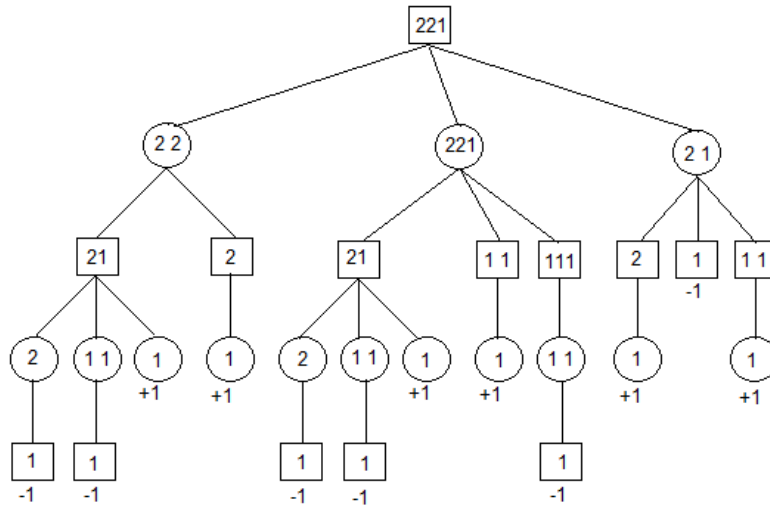 221
2 2 221 2 1
21 2 21 1 1 111 2 1 1 1
-1
2 1 1 1 1 2 1 1 1 1 1 1 1 1
+1 +1 +1 +1 +1 +1
1 1 1 1 1
-1 -1 -1 -1 -1